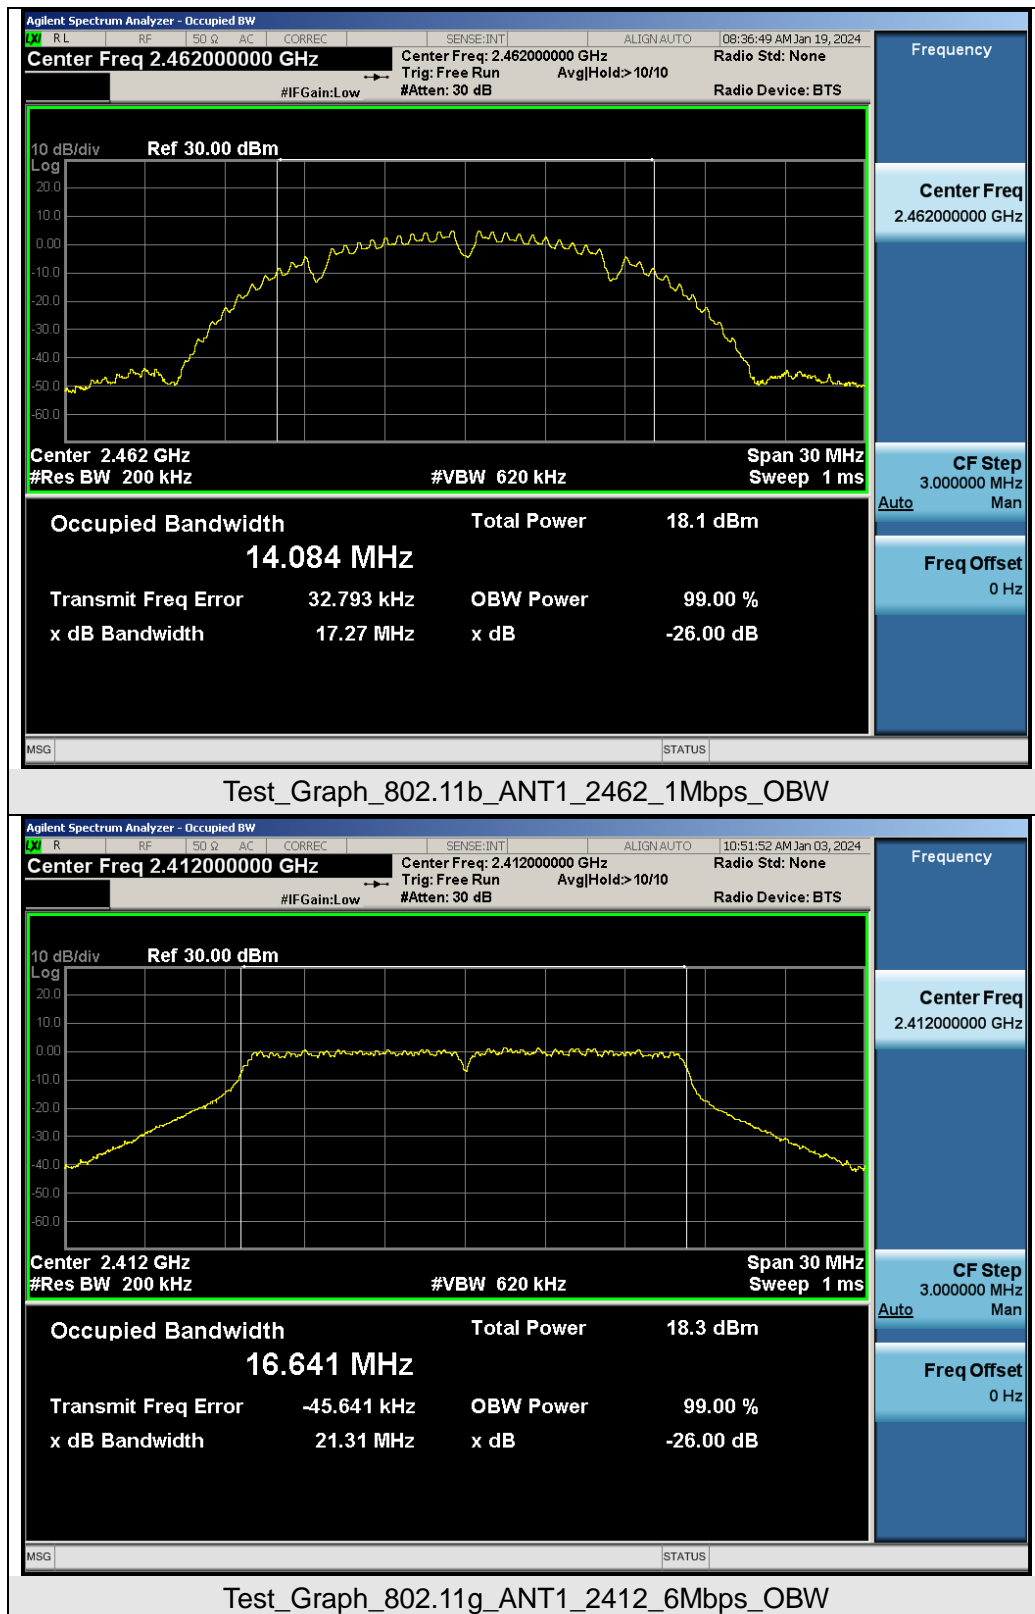 Agilent Spectrum Analyzer - Occupied BW
LXI RL RF 50 Ω AC CORREC SENSE:INT ALIGN AUTO 08:36:49 AM Jan 19, 2024
Center Freq 2.462000000 GHz
Center Freq: 2.462000000 GHz
Radio Std: None
Trig: Free Run Avg|Hold:> 10/10
#IFGain:Low
#Atten: 30 dB
Radio Device: BTS
Frequency
10 dB/div
Ref 30.00 dBm
Log
20.0
10.0
0.00
-10.0
-20.0
-30.0
-40.0
-50.0
-60.0
Center 2.462 GHz
Span 30 MHz
#Res BW 200 kHz
#VBW 620 kHz
Sweep 1 ms
Center Freq
2.462000000 GHz
CF Step
3.000000 MHz
Auto Man
Freq Offset
0 Hz
Occupied Bandwidth
14.084 MHz
Total Power 18.1 dBm
Transmit Freq Error 32.793 kHz
OBW Power 99.00 %
x dB Bandwidth 17.27 MHz
x dB -26.00 dB
MSG
STATUS
Test_Graph_802.11b_ANT1_2462_1Mbps_OBW
Agilent Spectrum Analyzer - Occupied BW
LXI R RF 50 Ω AC CORREC SENSE:INT ALIGN AUTO 10:51:52 AM Jan 03, 2024
Center Freq 2.412000000 GHz
Center Freq: 2.412000000 GHz
Radio Std: None
Trig: Free Run Avg|Hold:> 10/10
#IFGain:Low
#Atten: 30 dB
Radio Device: BTS
Frequency
10 dB/div
Ref 30.00 dBm
Log
20.0
10.0
0.00
-10.0
-20.0
-30.0
-40.0
-50.0
-60.0
Center 2.412 GHz
Span 30 MHz
#Res BW 200 kHz
#VBW 620 kHz
Sweep 1 ms
Center Freq
2.412000000 GHz
CF Step
3.000000 MHz
Auto Man
Freq Offset
0 Hz
Occupied Bandwidth
16.641 MHz
Total Power 18.3 dBm
Transmit Freq Error -45.641 kHz
OBW Power 99.00 %
x dB Bandwidth 21.31 MHz
x dB -26.00 dB
MSG
STATUS
Test_Graph_802.11g_ANT1_2412_6Mbps_OBW